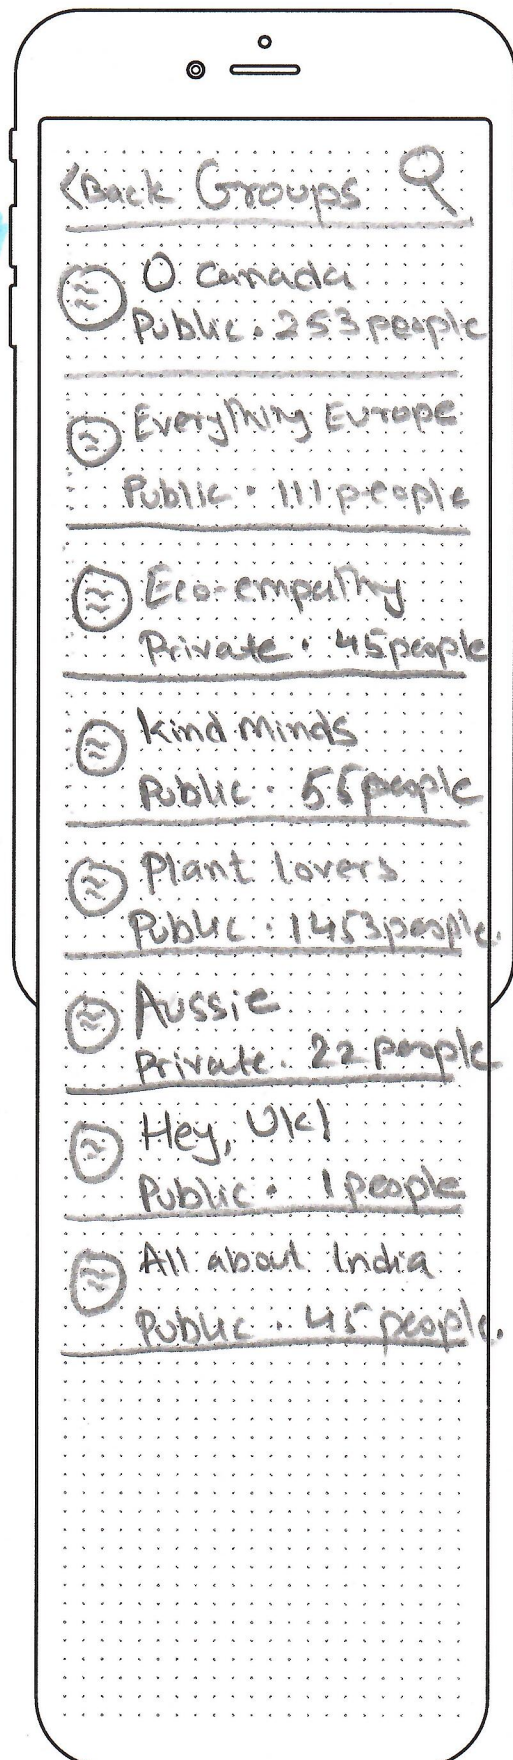 <Back Groups
O Canada
Public · 253 people
Everything Europe
Public · 111 people
Eco-empathy
Private · 45 people
Kind Minds
Public · 55 people
Plant lovers
Public · 1453 people.
Aussie
Private · 22 people
Hey, UK!
Public · 1 people
All about India
Public · 45 people.